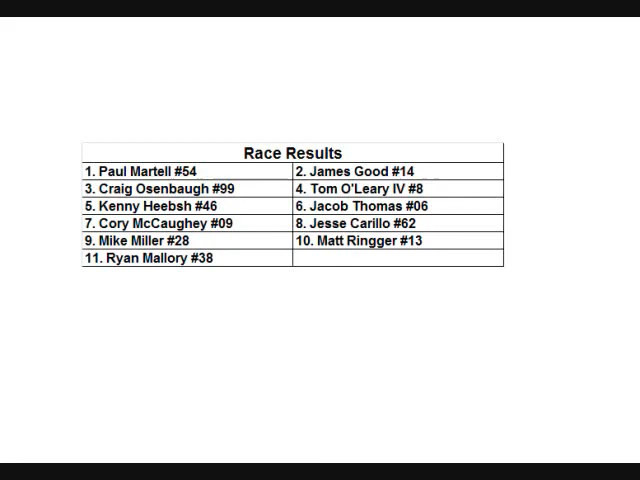 Race Results
1. Paul Martell #54 2. James Good #14
3. Craig Osenbaugh #99 4. Tom O'Leary IV #8
5. Kenny Heebsh #46 6. Jacob Thomas #06
7. Cory McCaughey #09 8. Jesse Carillo #62
9. Mike Miller #28 10. Matt Ringger #13
11. Ryan Mallory #38